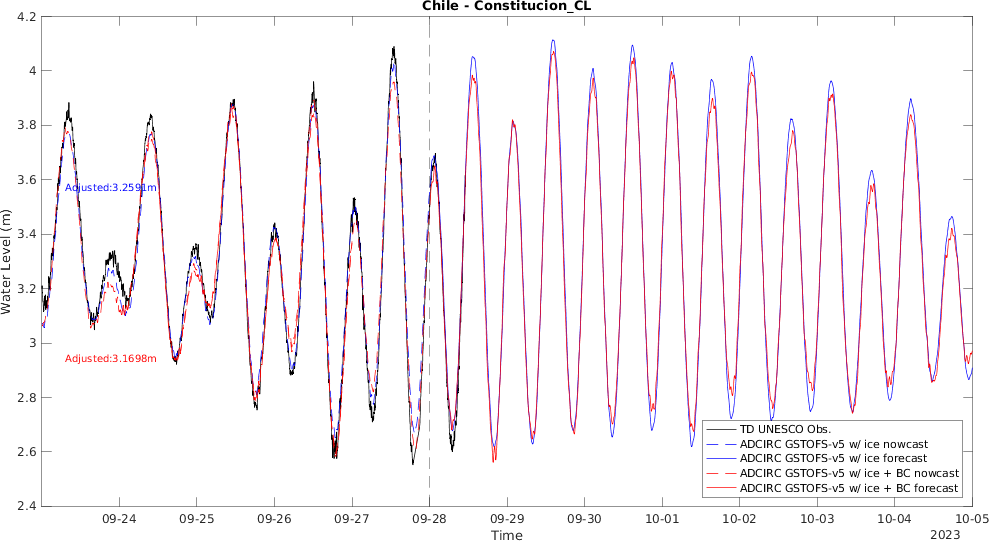 Chile - Constitucion_CL
4.2
4
3.8
3.6
3.4
3.2
3
2.8
2.6
2.4
Water Level (m)
Adjusted:3.2591m
Adjusted:3.1698m
TD UNESCO Obs.
ADCIRC GSTOFS-v5 w/ ice nowcast
ADCIRC GSTOFS-v5 w/ ice forecast
ADCIRC GSTOFS-v5 w/ ice + BC nowcast
ADCIRC GSTOFS-v5 w/ ice + BC forecast
09-24 09-25 09-26 09-27 09-28 09-29 09-30 10-01 10-02 10-03 10-04 10-05
Time
2023